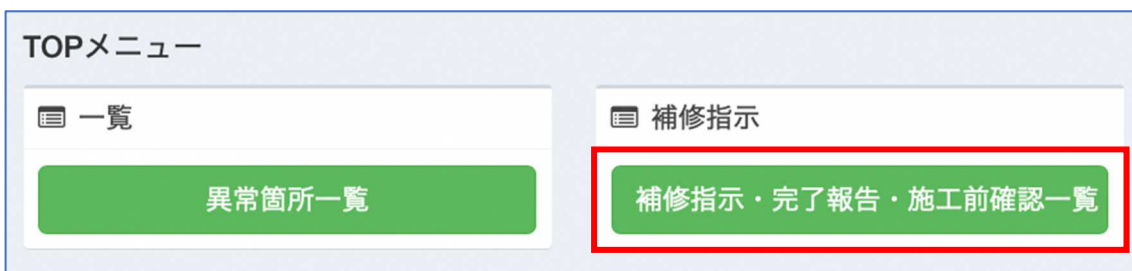 TOPメニュー
一覧
異常箇所一覧
補修指示
補修指示・完了報告・施工前確認一覧